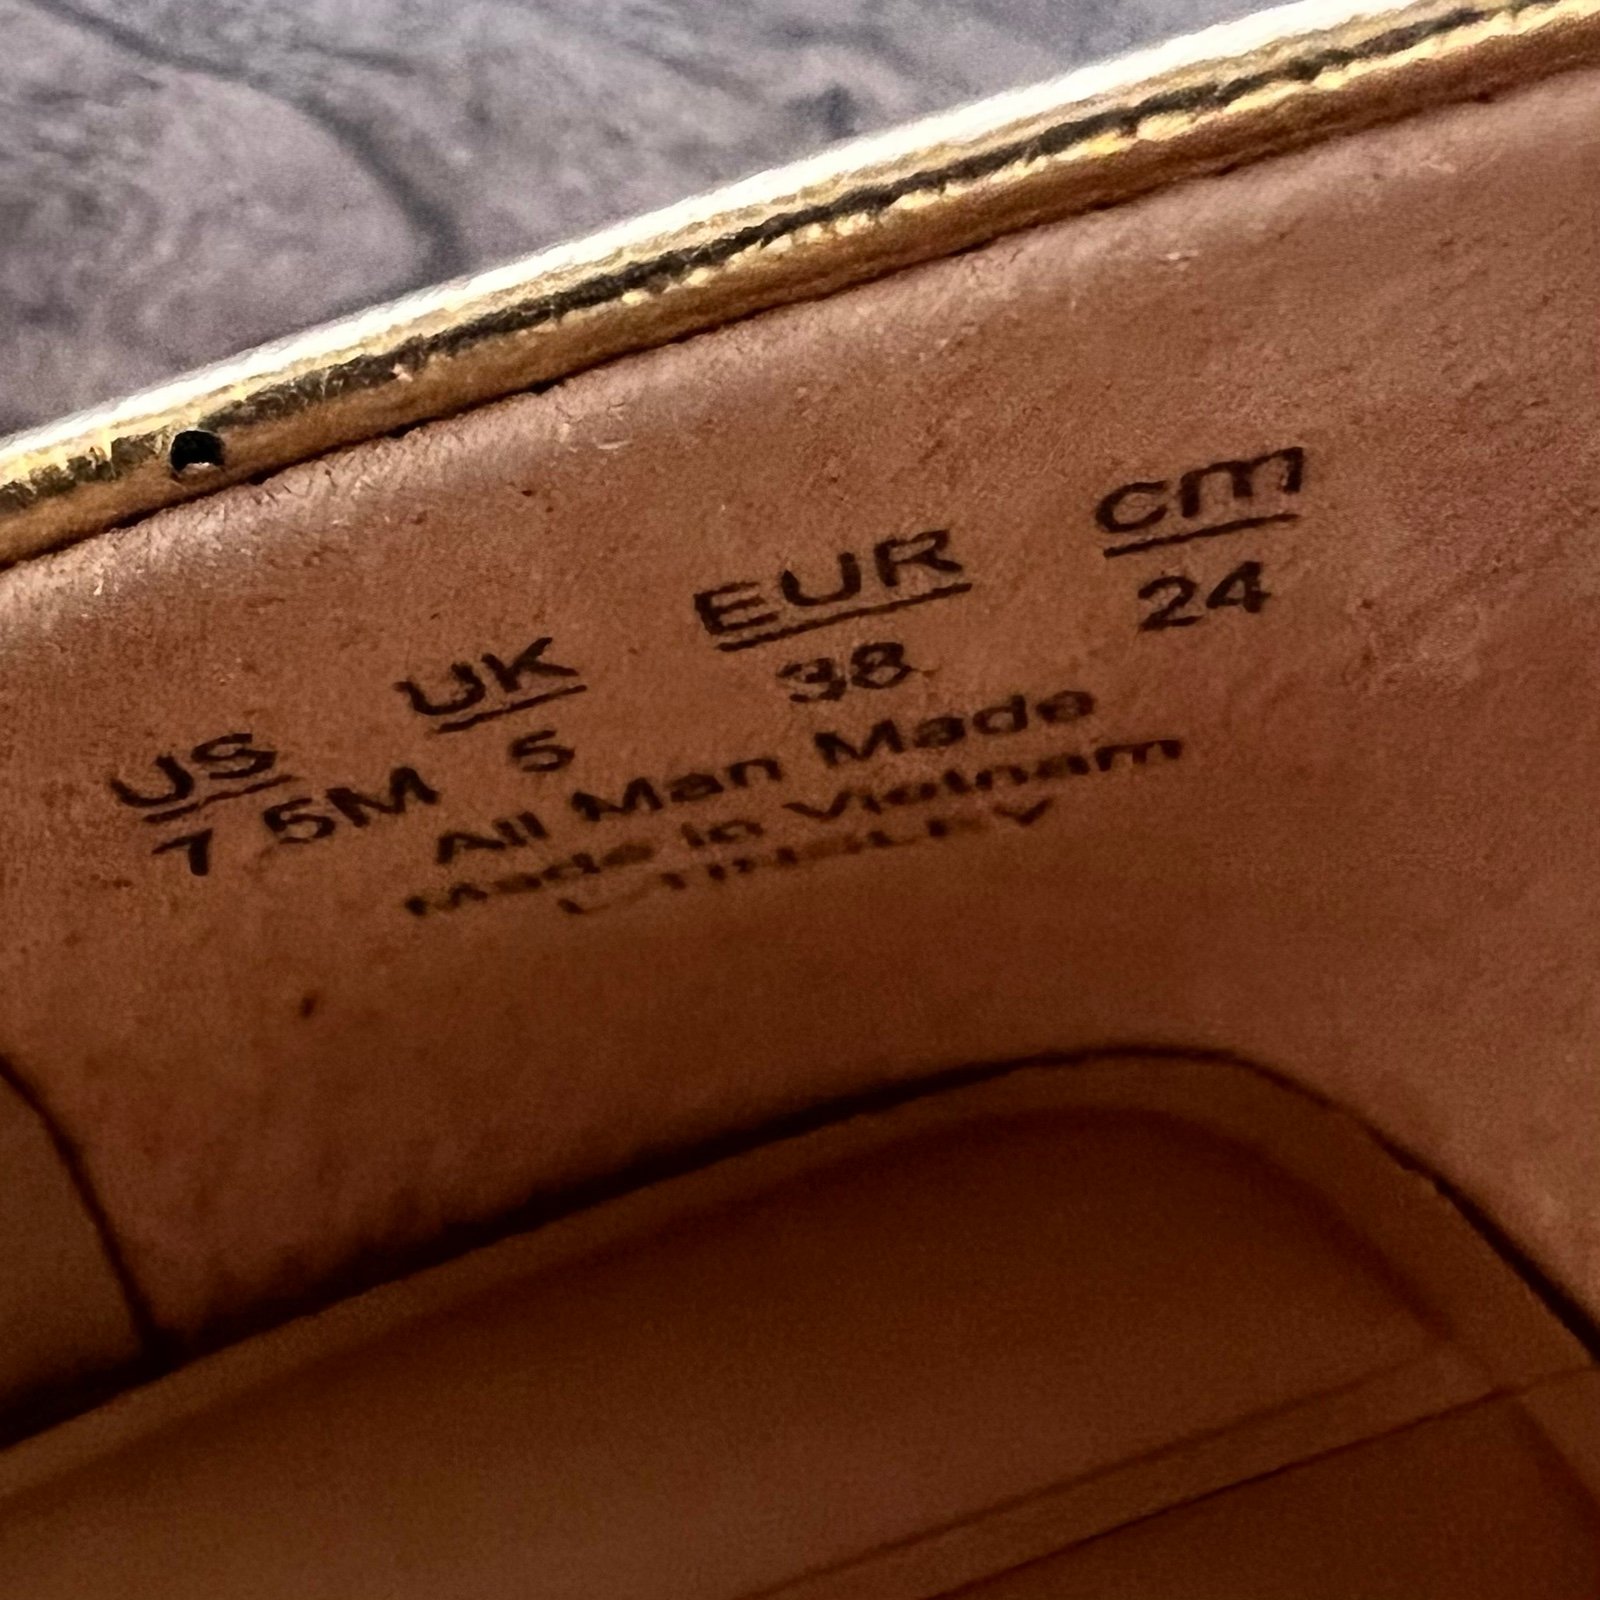 US UK EUR cm
7 5M 5 38 24
All Man Made
Made in Vietnam